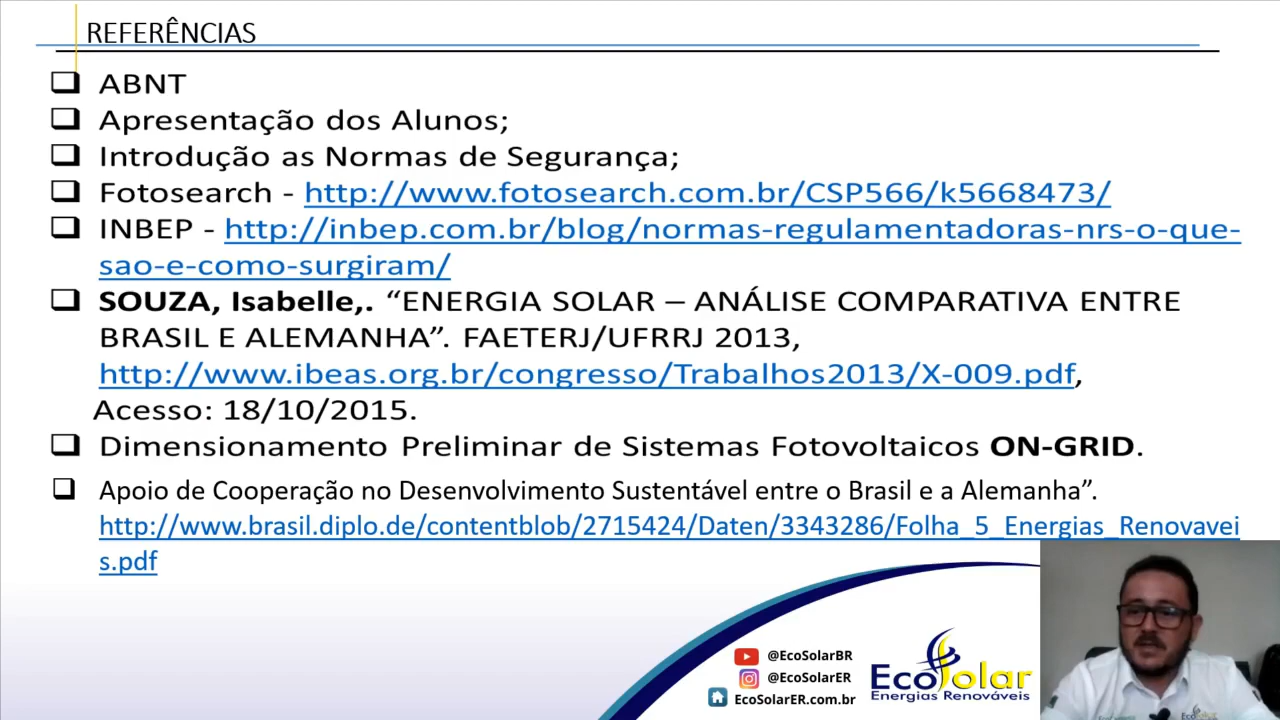 REFERÊNCIAS
ABNT
Apresentação dos Alunos;
Introdução as Normas de Segurança;
Fotosearch - http://www.fotosearch.com.br/CSP566/k5668473/
INBEP - http://inbep.com.br/blog/normas-regulamentadoras-nrs-o-que-
sao-e-como-surgiram/
SOUZA, Isabelle,. “ENERGIA SOLAR – ANÁLISE COMPARATIVA ENTRE
BRASIL E ALEMANHA”. FAETERJ/UFRRJ 2013,
http://www.ibeas.org.br/congresso/Trabalhos2013/X-009.pdf,
Acesso: 18/10/2015.
Dimensionamento Preliminar de Sistemas Fotovoltaicos ON-GRID.
Apoio de Cooperação no Desenvolvimento Sustentável entre o Brasil e a Alemanha”.
http://www.brasil.diplo.de/contentblob/2715424/Daten/3343286/Folha_5_Energias_Renovavei
s.pdf
@EcoSolarBR
@EcoSolarER
EcoSolarER.com.br
EcoSolar
Energias Renováveis